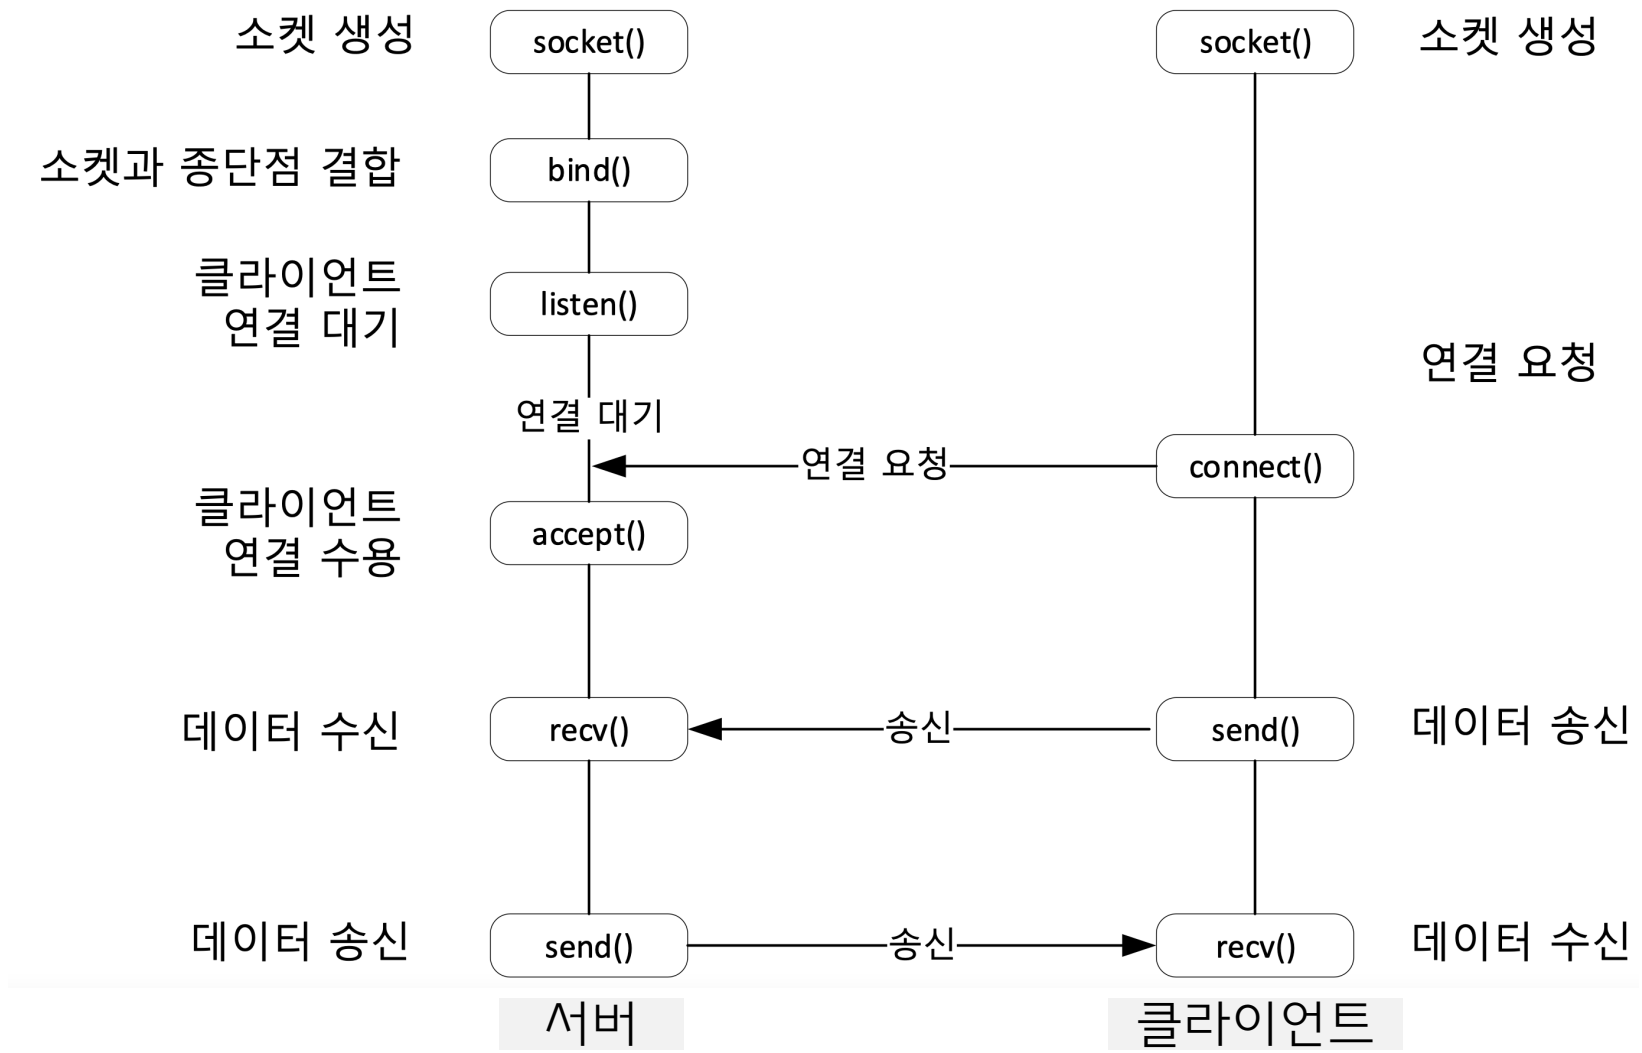 소켓 생성
socket()
socket()
소켓 생성
소켓과 종단점 결합
bind()
클라이언트
연결 대기
listen()
연결 요청
연결 대기
연결 요청
connect()
클라이언트
연결 수용
accept()
데이터 수신
recv()
송신
send()
데이터 송신
데이터 송신
send()
송신
recv()
데이터 수신
서버
클라이언트